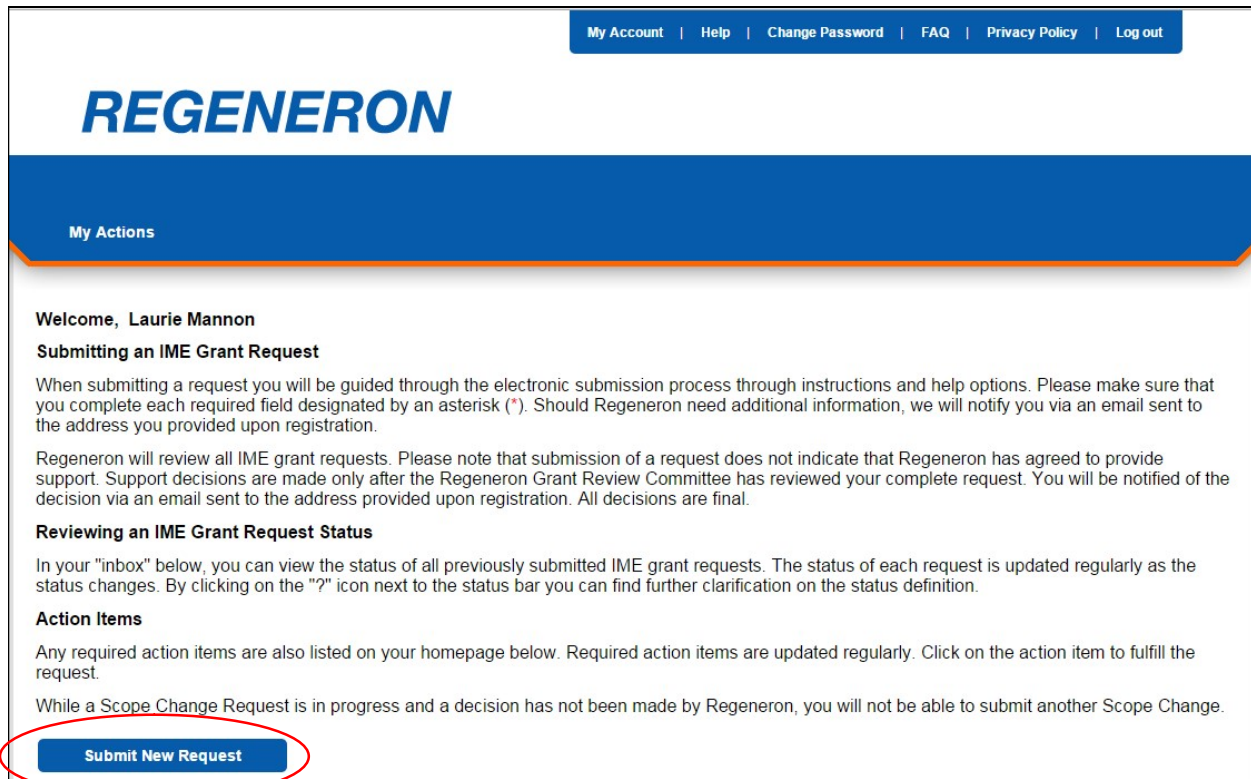 My Account | Help | Change Password | FAQ | Privacy Policy | Log out
REGENERON
My Actions
Welcome, Laurie Mannon
Submitting an IME Grant Request
When submitting a request you will be guided through the electronic submission process through instructions and help options. Please make sure that
you complete each required field designated by an asterisk (*). Should Regeneron need additional information, we will notify you via an email sent to
the address you provided upon registration.
Regeneron will review all IME grant requests. Please note that submission of a request does not indicate that Regeneron has agreed to provide
support. Support decisions are made only after the Regeneron Grant Review Committee has reviewed your complete request. You will be notified of the
decision via an email sent to the address provided upon registration. All decisions are final.
Reviewing an IME Grant Request Status
In your "inbox" below, you can view the status of all previously submitted IME grant requests. The status of each request is updated regularly as the
status changes. By clicking on the "?" icon next to the status bar you can find further clarification on the status definition.
Action Items
Any required action items are also listed on your homepage below. Required action items are updated regularly. Click on the action item to fulfill the
request.
While a Scope Change Request is in progress and a decision has not been made by Regeneron, you will not be able to submit another Scope Change.
Submit New Request